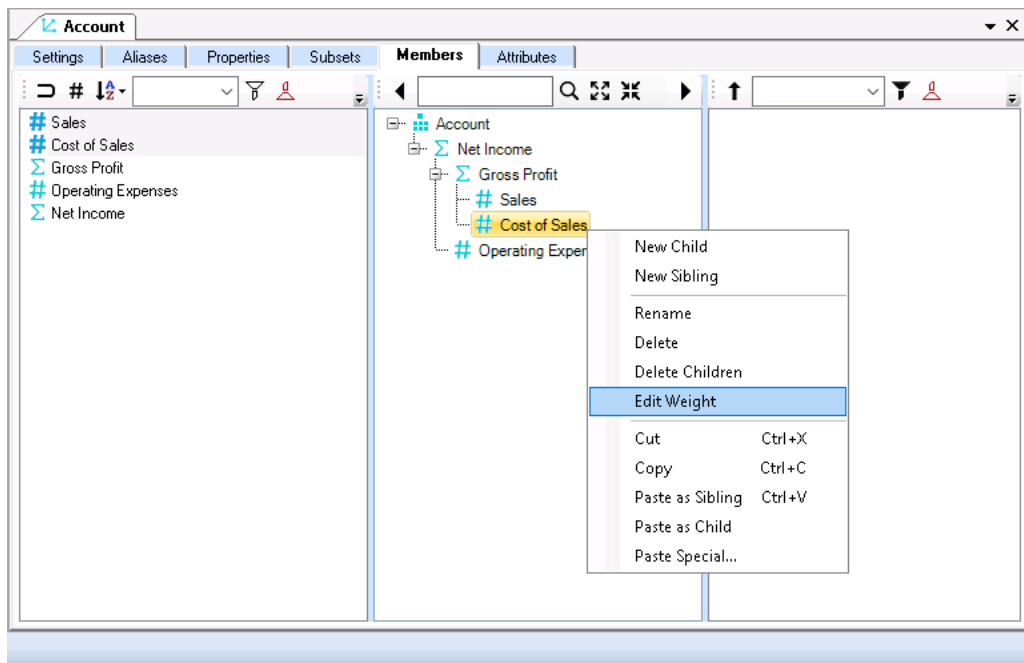 Account
Settings Aliases Properties Subsets Members Attributes
Sales
Cost of Sales
Gross Profit
Operating Expenses
Net Income
Account
Net Income
Gross Profit
Sales
Cost of Sales
Operating Exper
New Child
New Sibling
Rename
Delete
Delete Children
Edit Weight
Cut Ctrl+X
Copy Ctrl+C
Paste as Sibling Ctrl+V
Paste as Child
Paste Special...